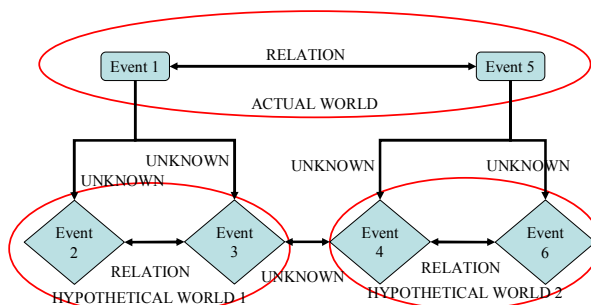 RELATION
Event 1
Event 5
ACTUAL WORLD
UNKNOWN
UNKNOWN
UNKNOWN
UNKNOWN
Event
2
Event
3
Event
4
Event
6
RELATION
UNKNOWN
RELATION
HYPOTHETICAL WORLD 1
HYPOTHETICAL WORLD 2